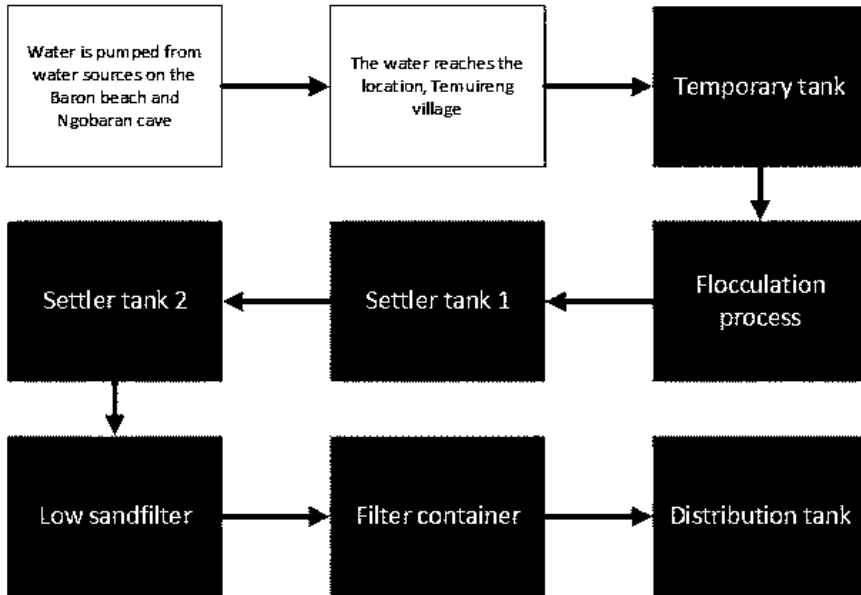 Water is pumped from
water sources on the
Baron beach and
Ngobaran cave
The water reaches the
location, Temuireng
village
Temporary tank
Flocculation
process
Settler tank 1
Settler tank 2
Low sandfilter
Filter container
Distribution tank